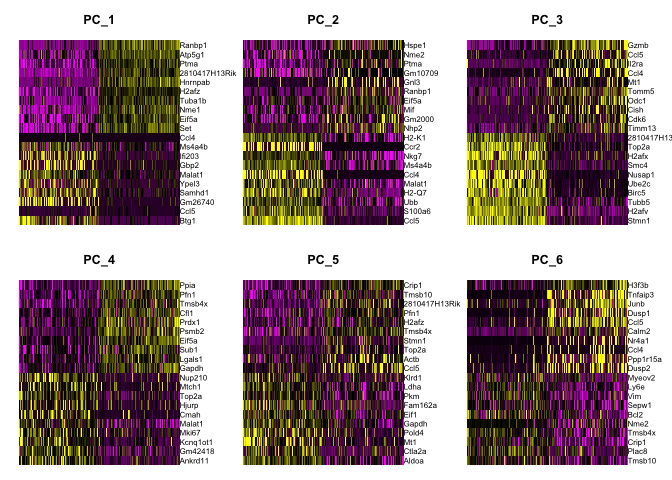 PC_1
Ranbp1
Atp5g1
Ptma
2810417H13Rik
Hnrnpab
H2afz
Tuba1b
Nme1
Eif5a
Set
Ccl4
Ms4a4b
Ifi203
Gbp2
Malat1
Ypel3
Samhd1
Gm26740
Ccl5
Btg1
PC_2
Hspe1
Nme2
Ptma
Gm10709
Gnl3
Ranbp1
Eif5a
Mif
Gm2000
Nhp2
H2-K1
Ccr2
Nkg7
Ms4a4b
Ccl4
Malat1
H2-Q7
Ubb
S100a6
Ccl5
PC_3
Gzmb
Ccl5
Il2ra
Ccl4
Mt1
Tomm5
Odc1
Cish
Cdk6
Timm13
2810417H13
Top2a
H2afx
Smc4
Nusap1
Ube2c
Birc5
Tubb5
H2afv
Stmn1
PC_4
Ppia
Pfn1
Tmsb4x
Cfl1
Prdx1
Psmb2
Eif5a
Sub1
Lgals1
Gapdh
Nup210
Mtch1
Top2a
Hjurp
Cmah
Malat1
Mki67
Kcnq1ot1
Gm42418
Ankrd11
PC_5
Crip1
Tmsb10
2810417H13Rik
Pfn1
H2afz
Tmsb4x
Stmn1
Top2a
Actb
Ccl5
Klrd1
Ldha
Pkm
Fam162a
Eif1
Gapdh
Pold4
Mt1
Ctla2a
Aldoa
PC_6
H3f3b
Tnfaip3
Junb
Dusp1
Ccl5
Calm2
Nr4a1
Ccl4
Ppp1r15a
Dusp2
Myeov2
Ly6e
Vim
Sepw1
Bcl2
Nme2
Tmsb4x
Crip1
Plac8
Tmsb10